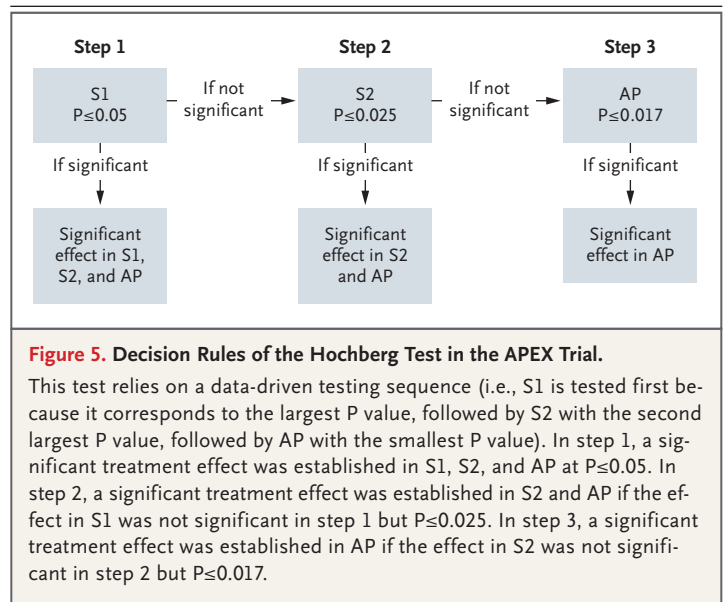 Step 1
Step 2
Step 3
S1
P≤0.05
If not
significant
S2
P≤0.025
If not
significant
AP
P≤0.017
If significant
If significant
If significant
Significant
effect in S1,
S2, and AP
Significant
effect in S2
and AP
Significant
effect in AP
Figure 5. Decision Rules of the Hochberg Test in the APEX Trial.
This test relies on a data-driven testing sequence (i.e., S1 is tested first be-
cause it corresponds to the largest P value, followed by S2 with the second
largest P value, followed by AP with the smallest P value). In step 1, a sig-
nificant treatment effect was established in S1, S2, and AP at P≤0.05. In
step 2, a significant treatment effect was established in S2 and AP if the ef-
fect in S1 was not significant in step 1 but P≤0.025. In step 3, a significant
treatment effect was established in AP if the effect in S2 was not signifi-
cant in step 2 but P≤0.017.